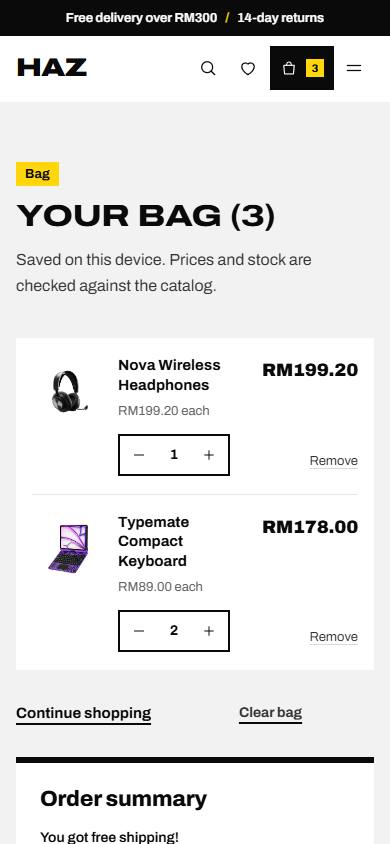 Free delivery over RM300 / 14-day returns
HAZ
3
Bag
YOUR BAG (3)
Saved on this device. Prices and stock are
checked against the catalog.
Nova Wireless
Headphones
RM199.20
RM199.20 each
− 1 +
Remove
Typemate
Compact
Keyboard
RM178.00
RM89.00 each
− 2 +
Remove
Continue shopping
Clear bag
Order summary
You got free shipping!